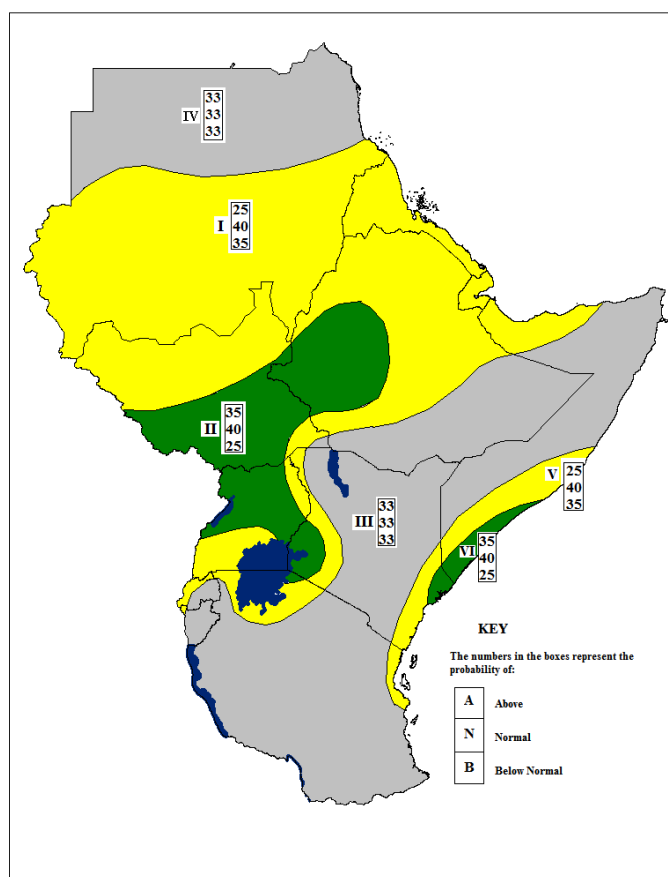 33
IV 33
33
25
I 40
35
35
II 40
25
25
V 40
35
33
III 33
33
35
VI 40
25
KEY
The numbers in the boxes represent the
probability of:
A Above
N Normal
B Below Normal